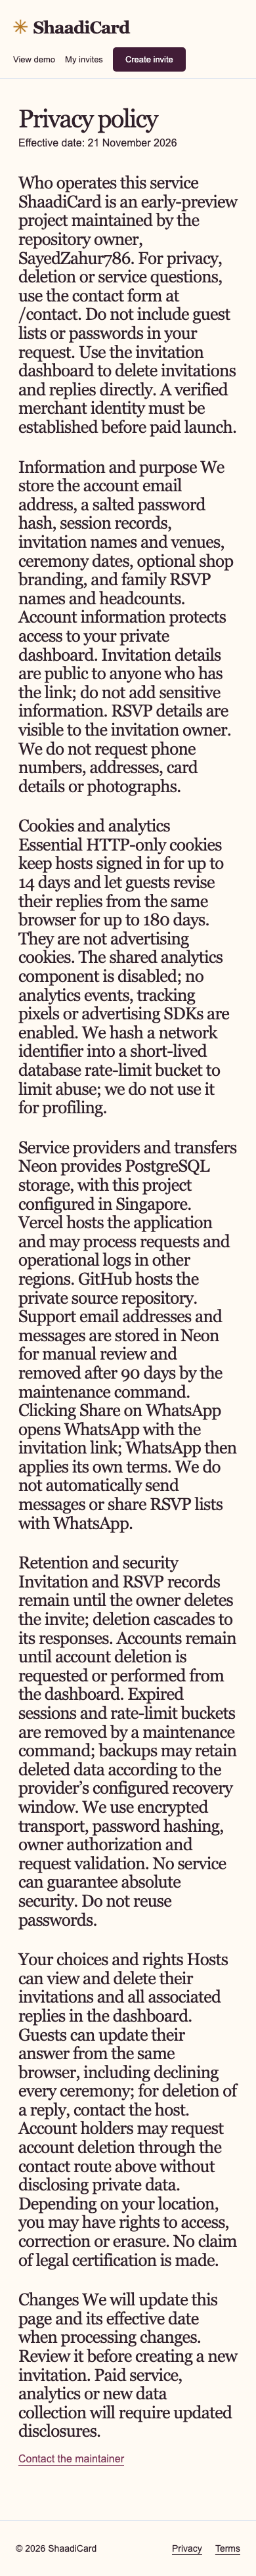 ShaadiCard
View demo My invites Create invite
Privacy policy
Effective date: 21 November 2026
Who operates this service
ShaadiCard is an early-preview
project maintained by the
repository owner,
SayedZahur786. For privacy,
deletion or service questions,
use the contact form at
/contact. Do not include guest
lists or passwords in your
request. Use the invitation
dashboard to delete invitations
and replies directly. A verified
merchant identity must be
established before paid launch.
Information and purpose We
store the account email
address, a salted password
hash, session records,
invitation names and venues,
ceremony dates, optional shop
branding, and family RSVP
names and headcounts.
Account information protects
access to your private
dashboard. Invitation details
are public to anyone who has
the link; do not add sensitive
information. RSVP details are
visible to the invitation owner.
We do not request phone
numbers, addresses, card
details or photographs.
Cookies and analytics
Essential HTTP-only cookies
keep hosts signed in for up to
14 days and let guests revise
their replies from the same
browser for up to 180 days.
They are not advertising
cookies. The shared analytics
component is disabled; no
analytics events, tracking
pixels or advertising SDKs are
enabled. We hash a network
identifier into a short-lived
database rate-limit bucket to
limit abuse; we do not use it
for profiling.
Service providers and transfers
Neon provides PostgreSQL
storage, with this project
configured in Singapore.
Vercel hosts the application
and may process requests and
operational logs in other
regions. GitHub hosts the
private source repository.
Support email addresses and
messages are stored in Neon
for manual review and
removed after 90 days by the
maintenance command.
Clicking Share on WhatsApp
opens WhatsApp with the
invitation link; WhatsApp then
applies its own terms. We do
not automatically send
messages or share RSVP lists
with WhatsApp.
Retention and security
Invitation and RSVP records
remain until the owner deletes
the invite; deletion cascades to
its responses. Accounts remain
until account deletion is
requested or performed from
the dashboard. Expired
sessions and rate-limit buckets
are removed by a maintenance
command; backups may retain
deleted data according to the
provider’s configured recovery
window. We use encrypted
transport, password hashing,
owner authorization and
request validation. No service
can guarantee absolute
security. Do not reuse
passwords.
Your choices and rights Hosts
can view and delete their
invitations and all associated
replies in the dashboard.
Guests can update their
answer from the same
browser, including declining
every ceremony; for deletion of
a reply, contact the host.
Account holders may request
account deletion through the
contact route above without
disclosing private data.
Depending on your location,
you may have rights to access,
correction or erasure. No claim
of legal certification is made.
Changes We will update this
page and its effective date
when processing changes.
Review it before creating a new
invitation. Paid service,
analytics or new data
collection will require updated
disclosures.
Contact the maintainer
© 2026 ShaadiCard Privacy Terms